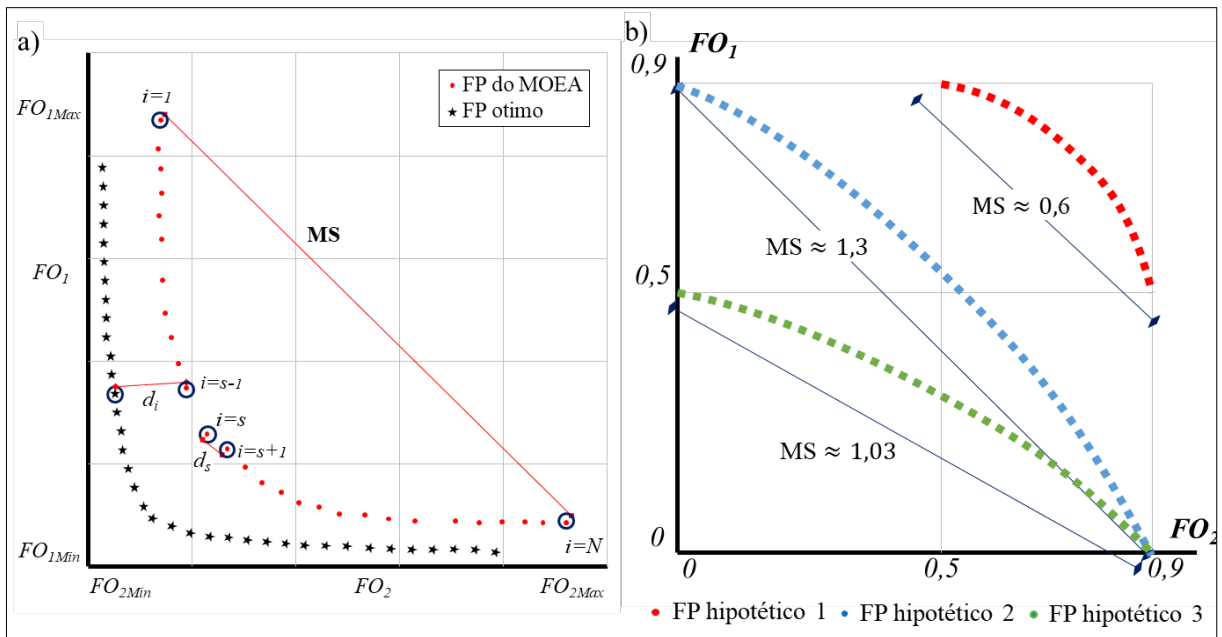 a)
FP do MOEA
FP otimo
FO1Max
i=1
MS
FO1
i=s-1
di
i=s
i=s+1
ds
i=N
FO1Min
FO2Min
FO2
FO2Max
b)
FO1
0,9
MS ≈ 0,6
MS ≈ 1,3
0,5
MS ≈ 1,03
0
FO2
0
0,5
0,9
FP hipotético 1
FP hipotético 2
FP hipotético 3